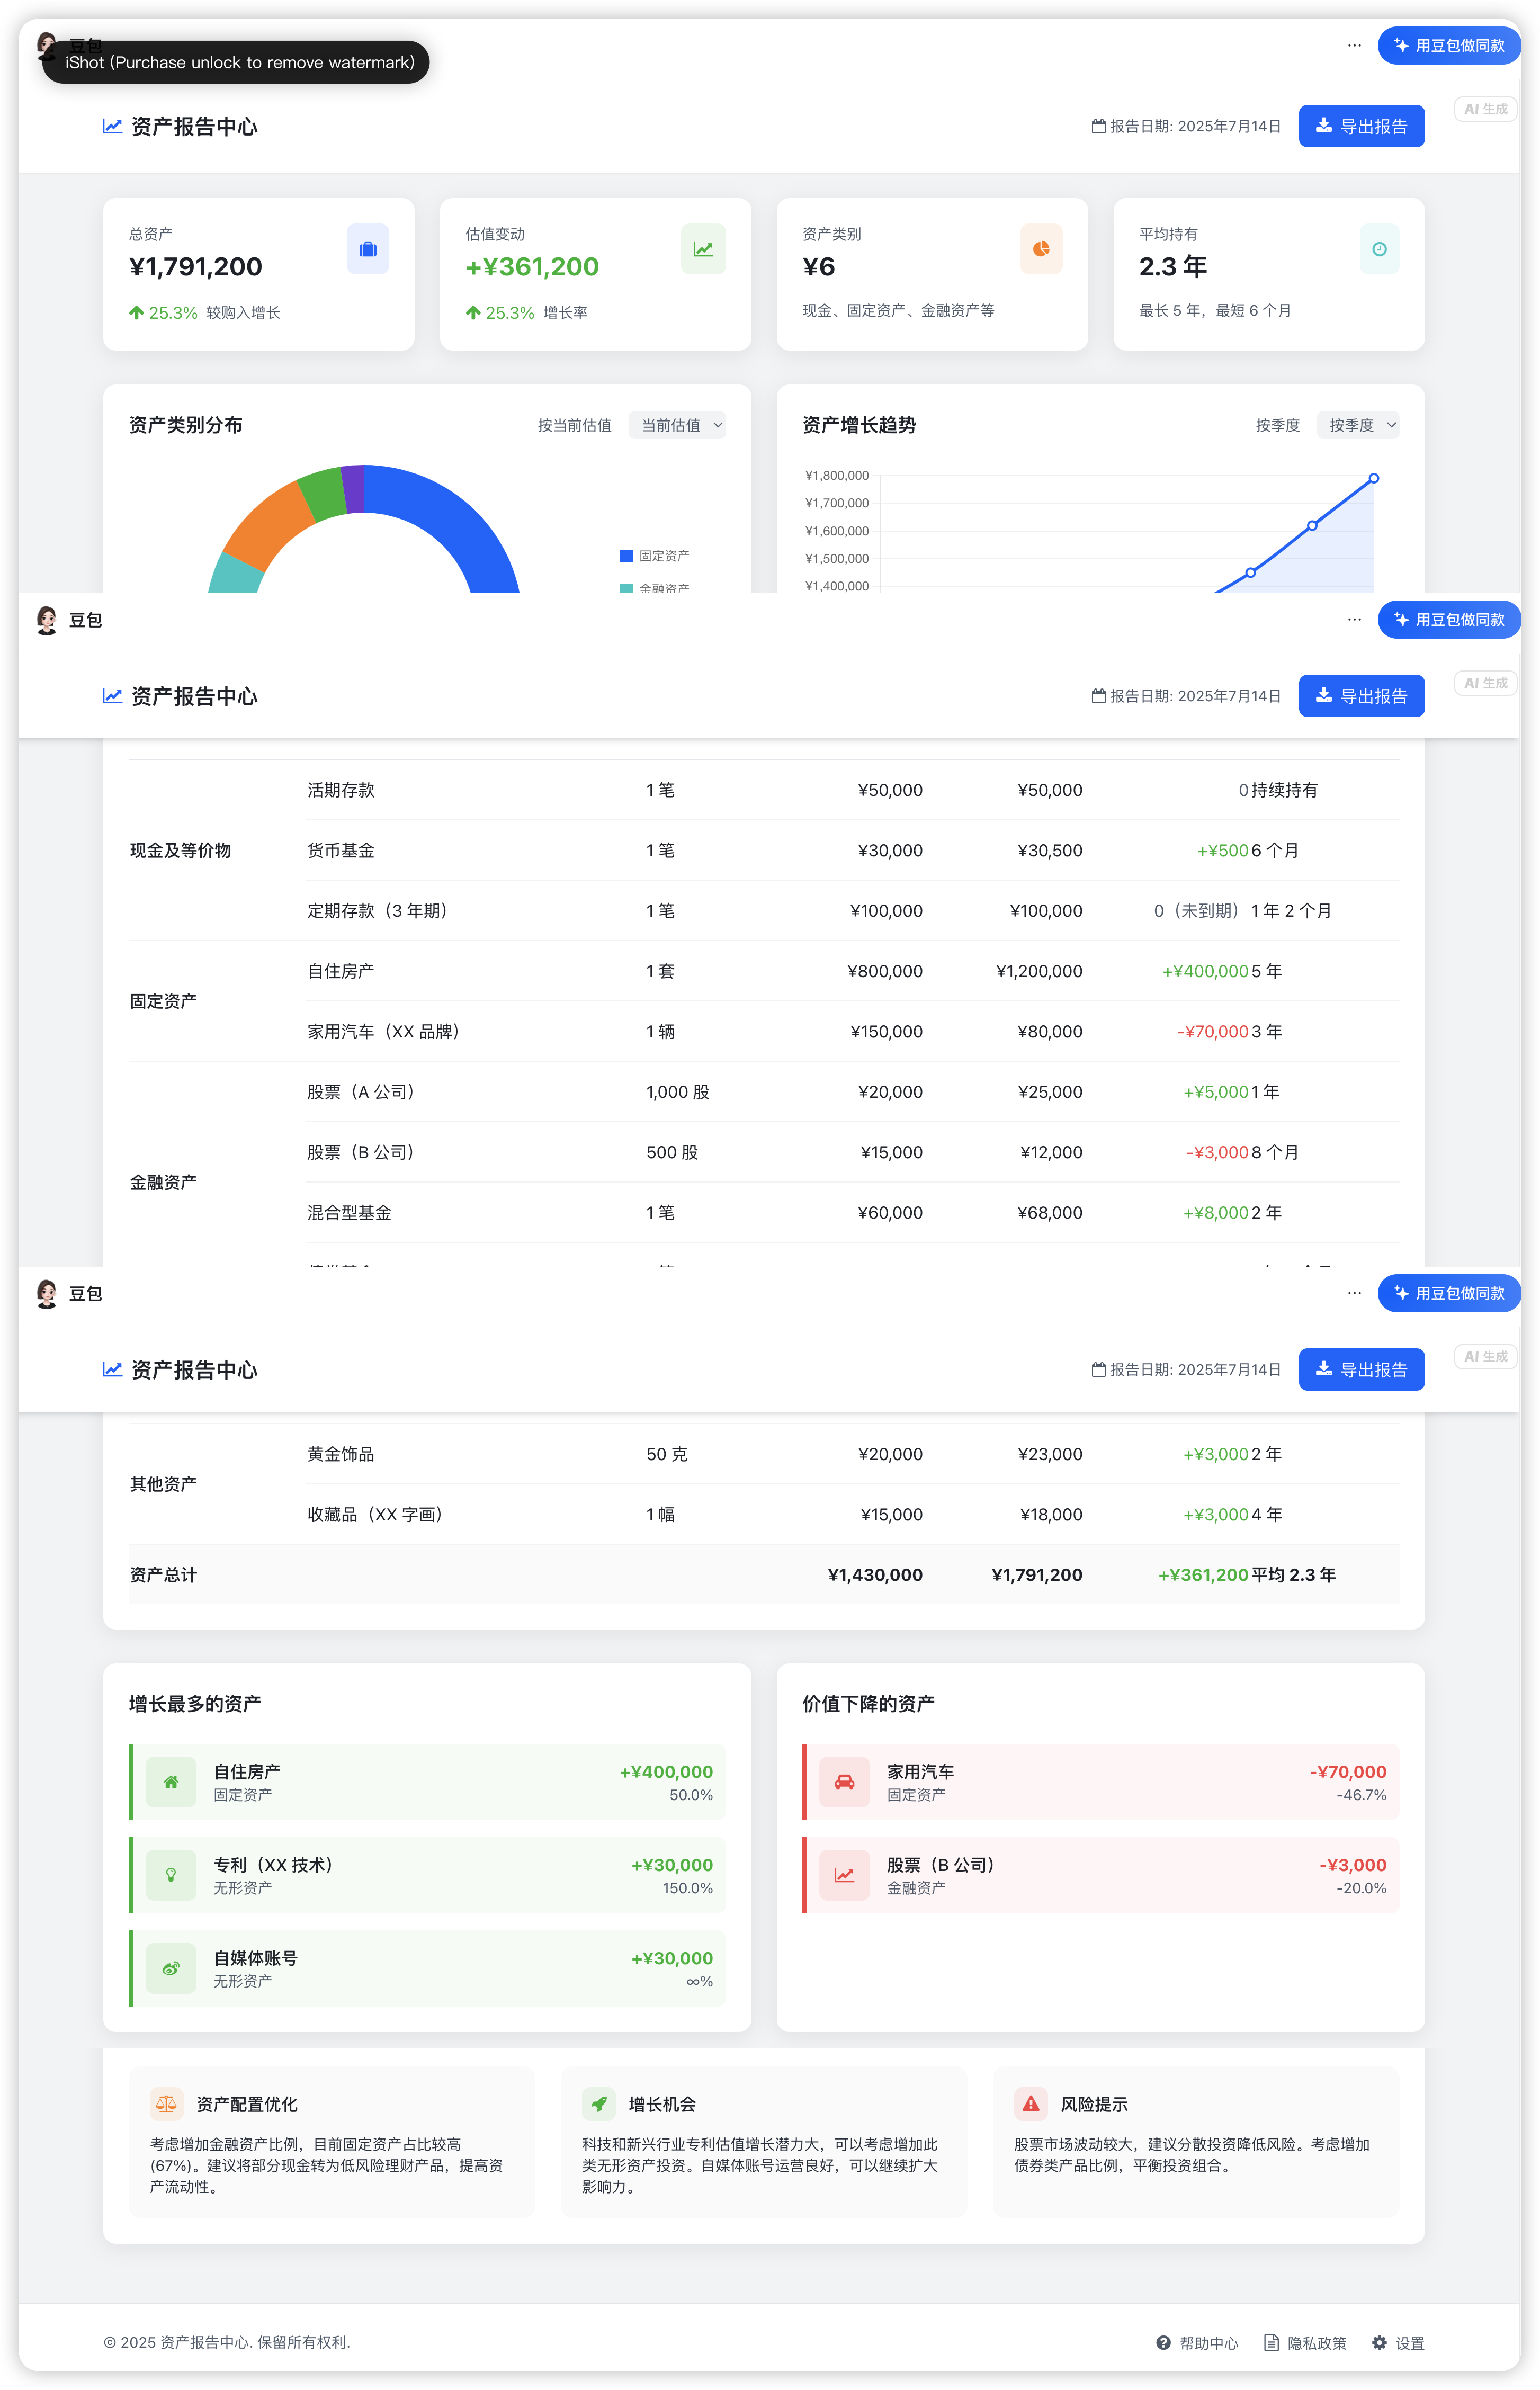 豆包
iShot (Purchase unlock to remove watermark)
··· 用豆包做同款
AI 生成
资产报告中心
报告日期: 2025年7月14日 导出报告
总资产
¥1,791,200
25.3% 较购入增长
估值变动
+¥361,200
25.3% 增长率
资产类别
¥6
现金、固定资产、金融资产等
平均持有
2.3 年
最长 5 年，最短 6 个月
资产类别分布 按当前估值 当前估值
固定资产
金融资产
资产增长趋势 按季度 按季度
¥1,800,000
¥1,700,000
¥1,600,000
¥1,500,000
¥1,400,000
豆包 ··· 用豆包做同款
AI 生成
资产报告中心 报告日期: 2025年7月14日 导出报告
现金及等价物
活期存款 1 笔 ¥50,000 ¥50,000 0 持续持有
货币基金 1 笔 ¥30,000 ¥30,500 +¥500 6 个月
定期存款（3 年期） 1 笔 ¥100,000 ¥100,000 0（未到期） 1 年 2 个月
固定资产
自住房产 1 套 ¥800,000 ¥1,200,000 +¥400,000 5 年
家用汽车（XX 品牌） 1 辆 ¥150,000 ¥80,000 -¥70,000 3 年
金融资产
股票（A 公司） 1,000 股 ¥20,000 ¥25,000 +¥5,000 1 年
股票（B 公司） 500 股 ¥15,000 ¥12,000 -¥3,000 8 个月
混合型基金 1 笔 ¥60,000 ¥68,000 +¥8,000 2 年
豆包 ··· 用豆包做同款
AI 生成
资产报告中心 报告日期: 2025年7月14日 导出报告
其他资产
黄金饰品 50 克 ¥20,000 ¥23,000 +¥3,000 2 年
收藏品（XX 字画） 1 幅 ¥15,000 ¥18,000 +¥3,000 4 年
资产总计 ¥1,430,000 ¥1,791,200 +¥361,200 平均 2.3 年
增长最多的资产
自住房产 +¥400,000
固定资产 50.0%
专利（XX 技术） +¥30,000
无形资产 150.0%
自媒体账号 +¥30,000
无形资产 ∞%
价值下降的资产
家用汽车 -¥70,000
固定资产 -46.7%
股票（B 公司） -¥3,000
金融资产 -20.0%
资产配置优化
考虑增加金融资产比例，目前固定资产占比较高
(67%)。建议将部分现金转为低风险理财产品，提高资
产流动性。
增长机会
科技和新兴行业专利估值增长潜力大，可以考虑增加此
类无形资产投资。自媒体账号运营良好，可以继续扩大
影响力。
风险提示
股票市场波动较大，建议分散投资降低风险。考虑增加
债券类产品比例，平衡投资组合。
© 2025 资产报告中心. 保留所有权利.
帮助中心 隐私政策 设置